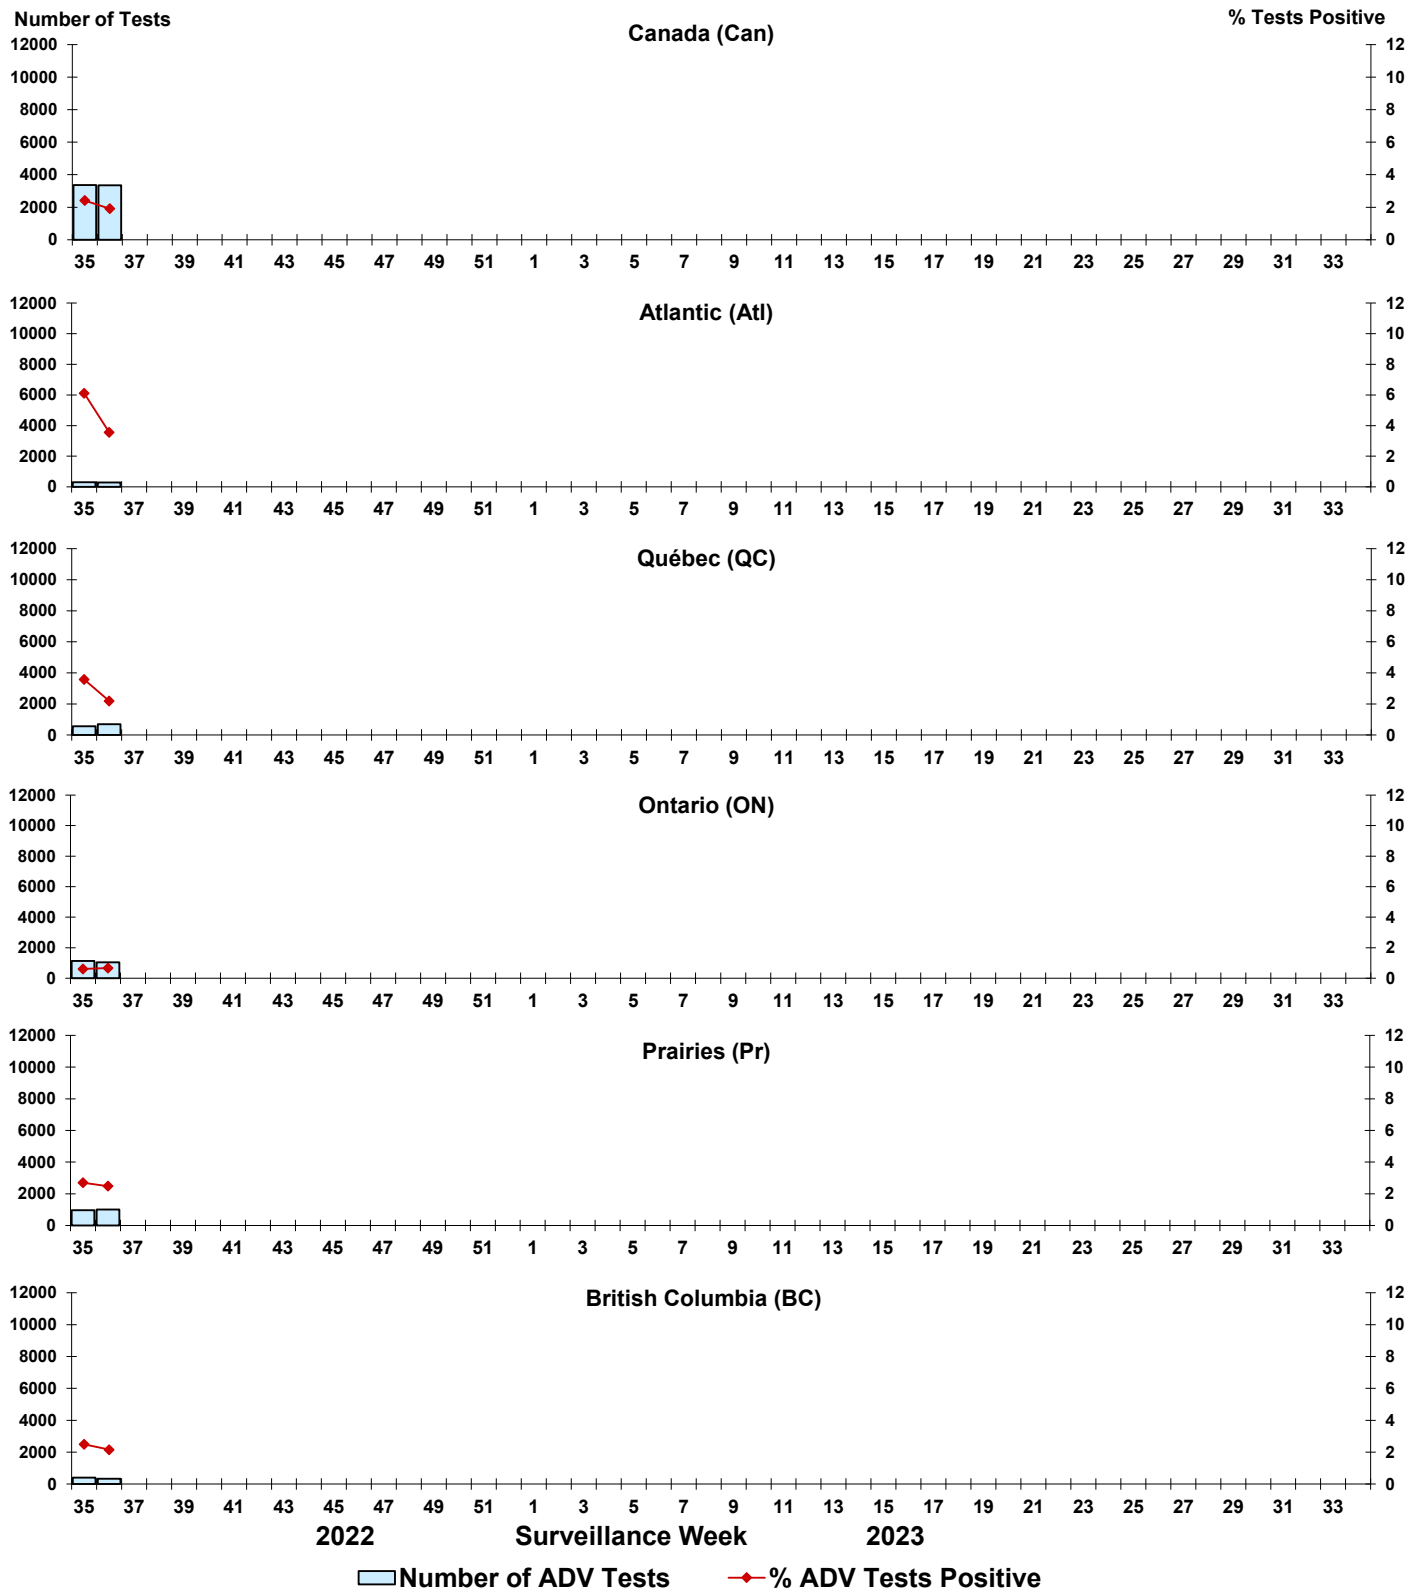 Number of Tests
% Tests Positive
Canada (Can)
12000 12
10000 10
8000 8
6000 6
4000 4
2000 2
0 0
35 37 39 41 43 45 47 49 51 1 3 5 7 9 11 13 15 17 19 21 23 25 27 29 31 33
Atlantic (Atl)
12000 12
10000 10
8000 8
6000 6
4000 4
2000 2
0 0
35 37 39 41 43 45 47 49 51 1 3 5 7 9 11 13 15 17 19 21 23 25 27 29 31 33
Québec (QC)
12000 12
10000 10
8000 8
6000 6
4000 4
2000 2
0 0
35 37 39 41 43 45 47 49 51 1 3 5 7 9 11 13 15 17 19 21 23 25 27 29 31 33
Ontario (ON)
12000 12
10000 10
8000 8
6000 6
4000 4
2000 2
0 0
35 37 39 41 43 45 47 49 51 1 3 5 7 9 11 13 15 17 19 21 23 25 27 29 31 33
Prairies (Pr)
12000 12
10000 10
8000 8
6000 6
4000 4
2000 2
0 0
35 37 39 41 43 45 47 49 51 1 3 5 7 9 11 13 15 17 19 21 23 25 27 29 31 33
British Columbia (BC)
12000 12
10000 10
8000 8
6000 6
4000 4
2000 2
0 0
35 37 39 41 43 45 47 49 51 1 3 5 7 9 11 13 15 17 19 21 23 25 27 29 31 33
2022 Surveillance Week 2023
Number of ADV Tests % ADV Tests Positive